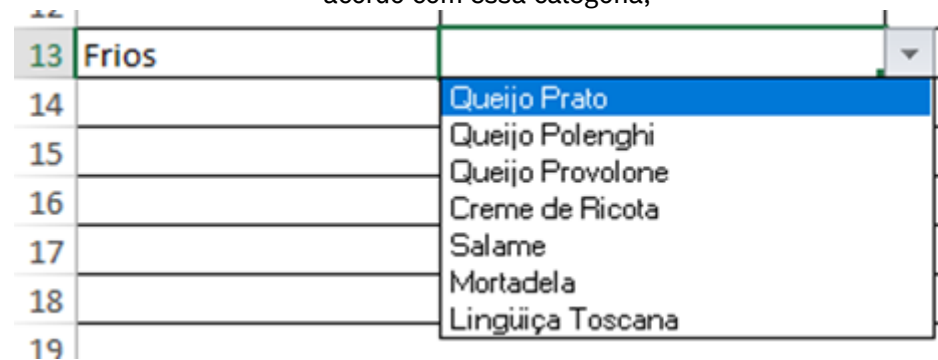 acordo com essa categoria;
12
13 Frios
14 Queijo Prato
Queijo Polenghi
15 Queijo Provolone
16 Creme de Ricota
17 Salame
Mortadela
18 Lingüiça Toscana
19